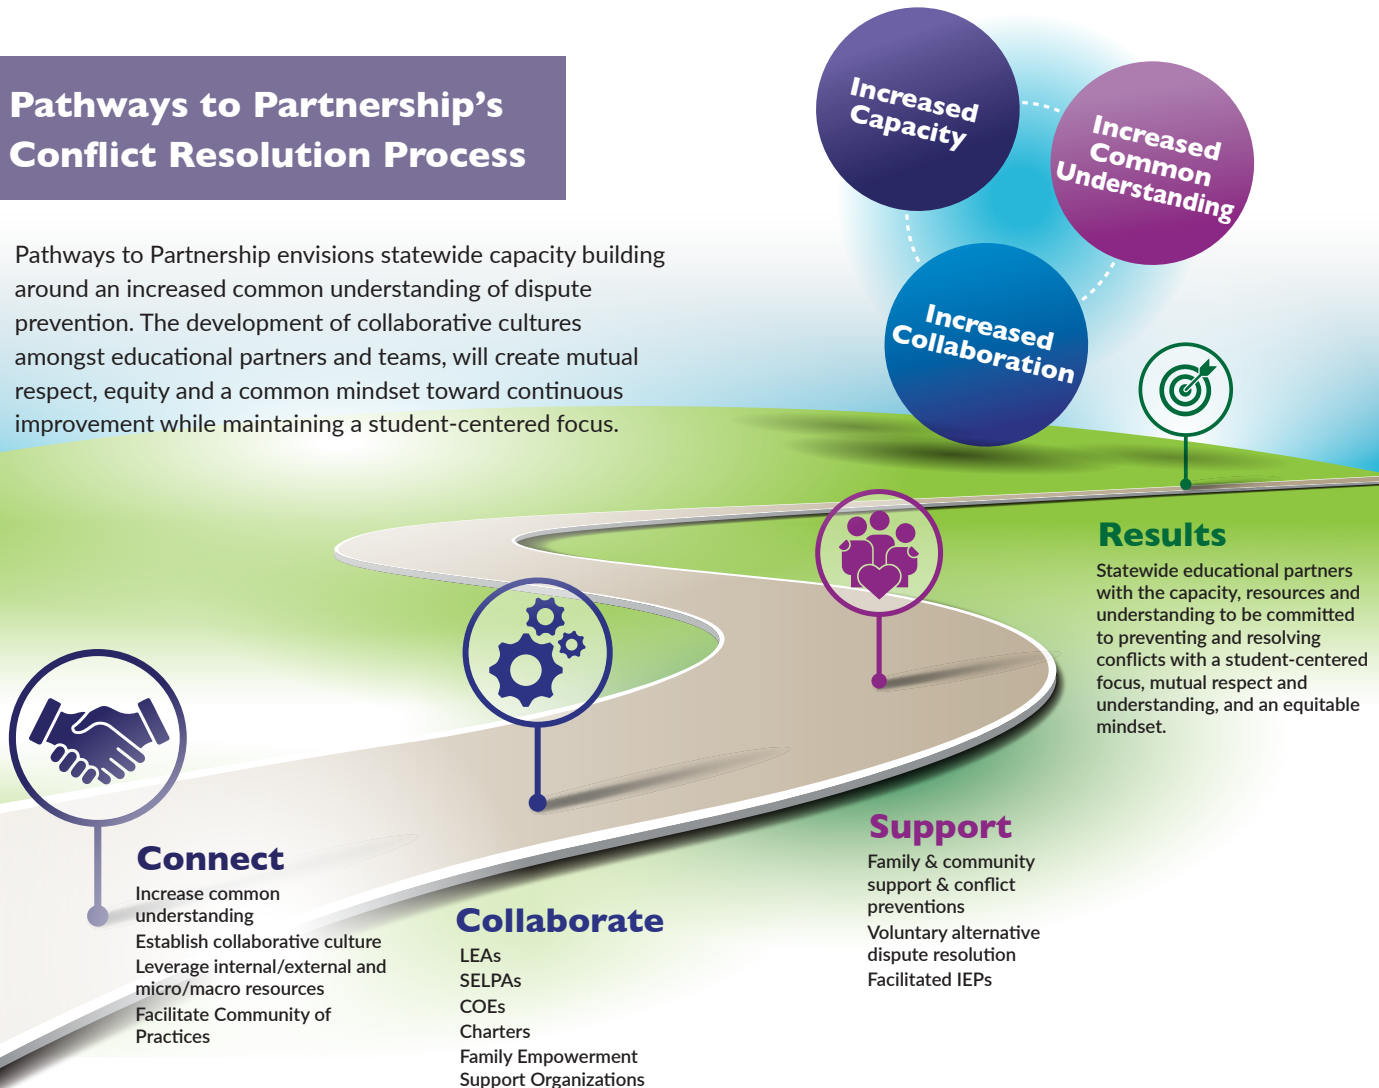 Pathways to Partnership’s
Conflict Resolution Process
Pathways to Partnership envisions statewide capacity building
around an increased common understanding of dispute
prevention. The development of collaborative cultures
amongst educational partners and teams, will create mutual
respect, equity and a common mindset toward continuous
improvement while maintaining a student-centered focus.
Increased
Capacity
Increased
Common
Understanding
Increased
Collaboration
Connect
Increase common
understanding
Establish collaborative culture
Leverage internal/external and
micro/macro resources
Facilitate Community of
Practices
Collaborate
LEAs
SELPAs
COEs
Charters
Family Empowerment
Support Organizations
Support
Family & community
support & conflict
preventions
Voluntary alternative
dispute resolution
Facilitated IEPs
Results
Statewide educational partners
with the capacity, resources and
understanding to be committed
to preventing and resolving
conflicts with a student-centered
focus, mutual respect and
understanding, and an equitable
mindset.